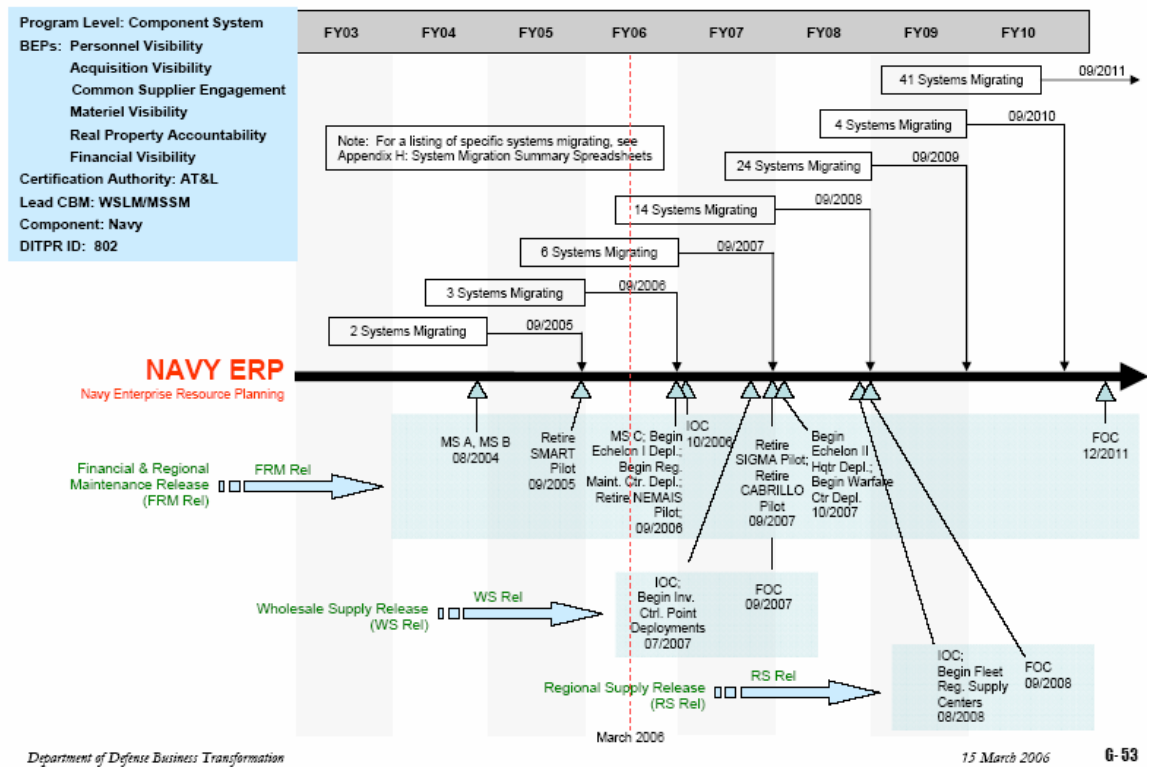 Program Level: Component System
BEPs: Personnel Visibility
Acquisition Visibility
Common Supplier Engagement
Materiel Visibility
Real Property Accountability
Financial Visibility
Certification Authority: AT&L
Lead CBM: WSLM/MSSM
Component: Navy
DITPR ID: 802
FY03 FY04 FY05 FY06 FY07 FY08 FY09 FY10
41 Systems Migrating 09/2011
4 Systems Migrating 09/2010
Note: For a listing of specific systems migrating, see
Appendix H: System Migration Summary Spreadsheets
24 Systems Migrating 09/2009
14 Systems Migrating 09/2008
6 Systems Migrating 09/2007
3 Systems Migrating 09/2006
2 Systems Migrating 09/2005
NAVY ERP
Navy Enterprise Resource Planning
Financial & Regional
Maintenance Release
(FRM Rel)
FRM Rel
MS A, MS B
08/2004
Retire
SMART
Pilot
09/2005
MS C; Begin
Echelon I Depl.;
Begin Reg.
Maint. Ctr. Depl.;
Retire NEMAIS
Pilot;
09/2006
IOC
10/2006
Retire
SIGMA Pilot;
Retire
CABRILLO
Pilot
09/2007
Begin
Echelon II
Hqtr Depl.;
Begin Warfare
Ctr Depl.
10/2007
FOC
12/2011
Wholesale Supply Release
(WS Rel)
WS Rel
IOC;
Begin Inv.
Ctrl. Point
Deployments
07/2007
FOC
09/2007
Regional Supply Release
(RS Rel)
RS Rel
IOC;
Begin Fleet
Reg. Supply
Centers
08/2008
FOC
09/2008
March 2006
Department of Defense Business Transformation
15 March 2006
G-53